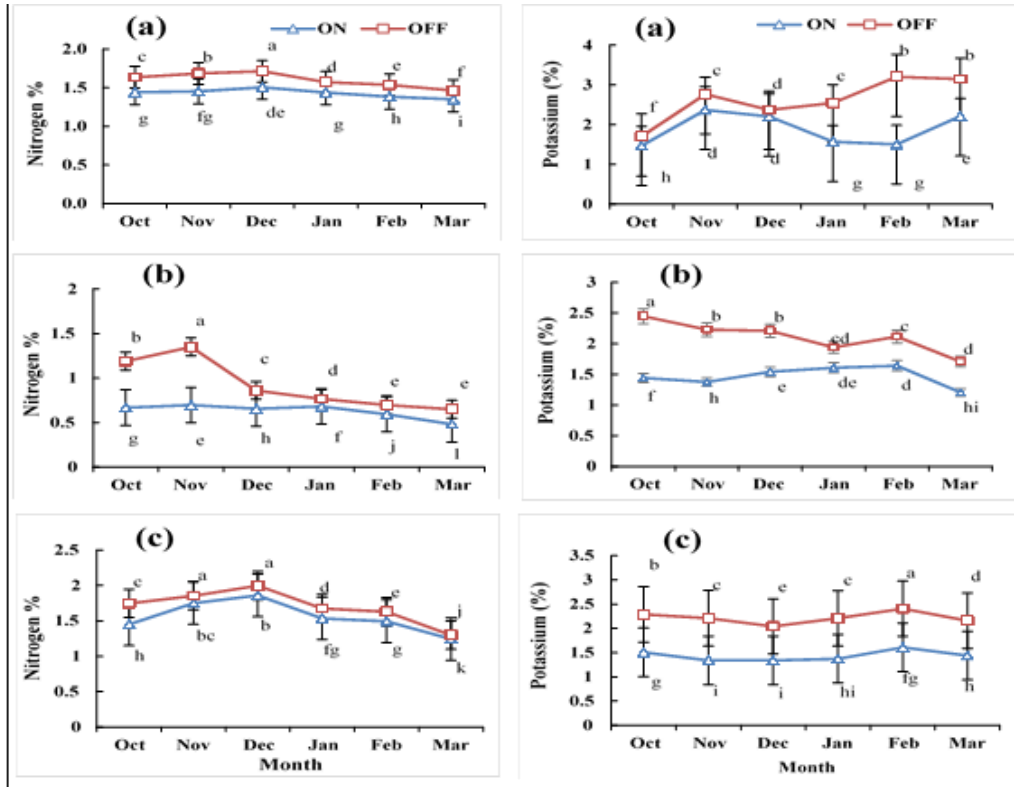 (a)
ON OFF
Nitrogen %
2.0
1.5
1.0
0.5
0.0
c b a d e f
g fg de g h i
Oct Nov Dec Jan Feb Mar
(a)
ON OFF
Potassium (%)
4
3
2
1
0
f c d c b b
h d d g g e
Oct Nov Dec Jan Feb Mar
(b)
Nitrogen %
2
1.5
1
0.5
0
b a c d e e
g e h f j l
Oct Nov Dec Jan Feb Mar
(b)
Potassium (%)
3
2.5
2
1.5
1
0.5
0
a b b cd c d
f h e de d hi
Oct Nov Dec Jan Feb Mar
(c)
Nitrogen %
2.5
2
1.5
1
0.5
0
c a a d e j
h bc b fg g k
Oct Nov Dec Jan Feb Mar
Month
(c)
Potassium (%)
3.5
3
2.5
2
1.5
1
0.5
0
b c e c a d
g i i hi fg h
Oct Nov Dec Jan Feb Mar
Month